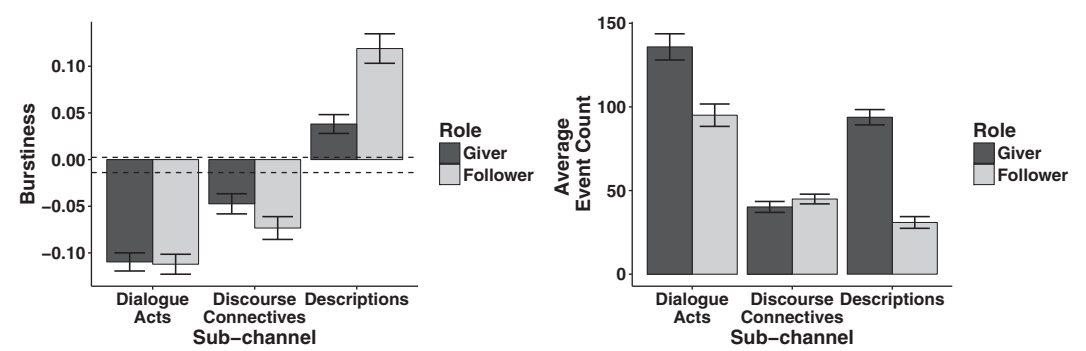 Burstiness
0.10
0.05
0.00
−0.05
−0.10
Dialogue Acts
Discourse Connectives
Descriptions
Sub−channel
Role
Giver
Follower
Average
Event Count
150
100
50
0
Dialogue Acts
Discourse Connectives
Descriptions
Sub−channel
Role
Giver
Follower